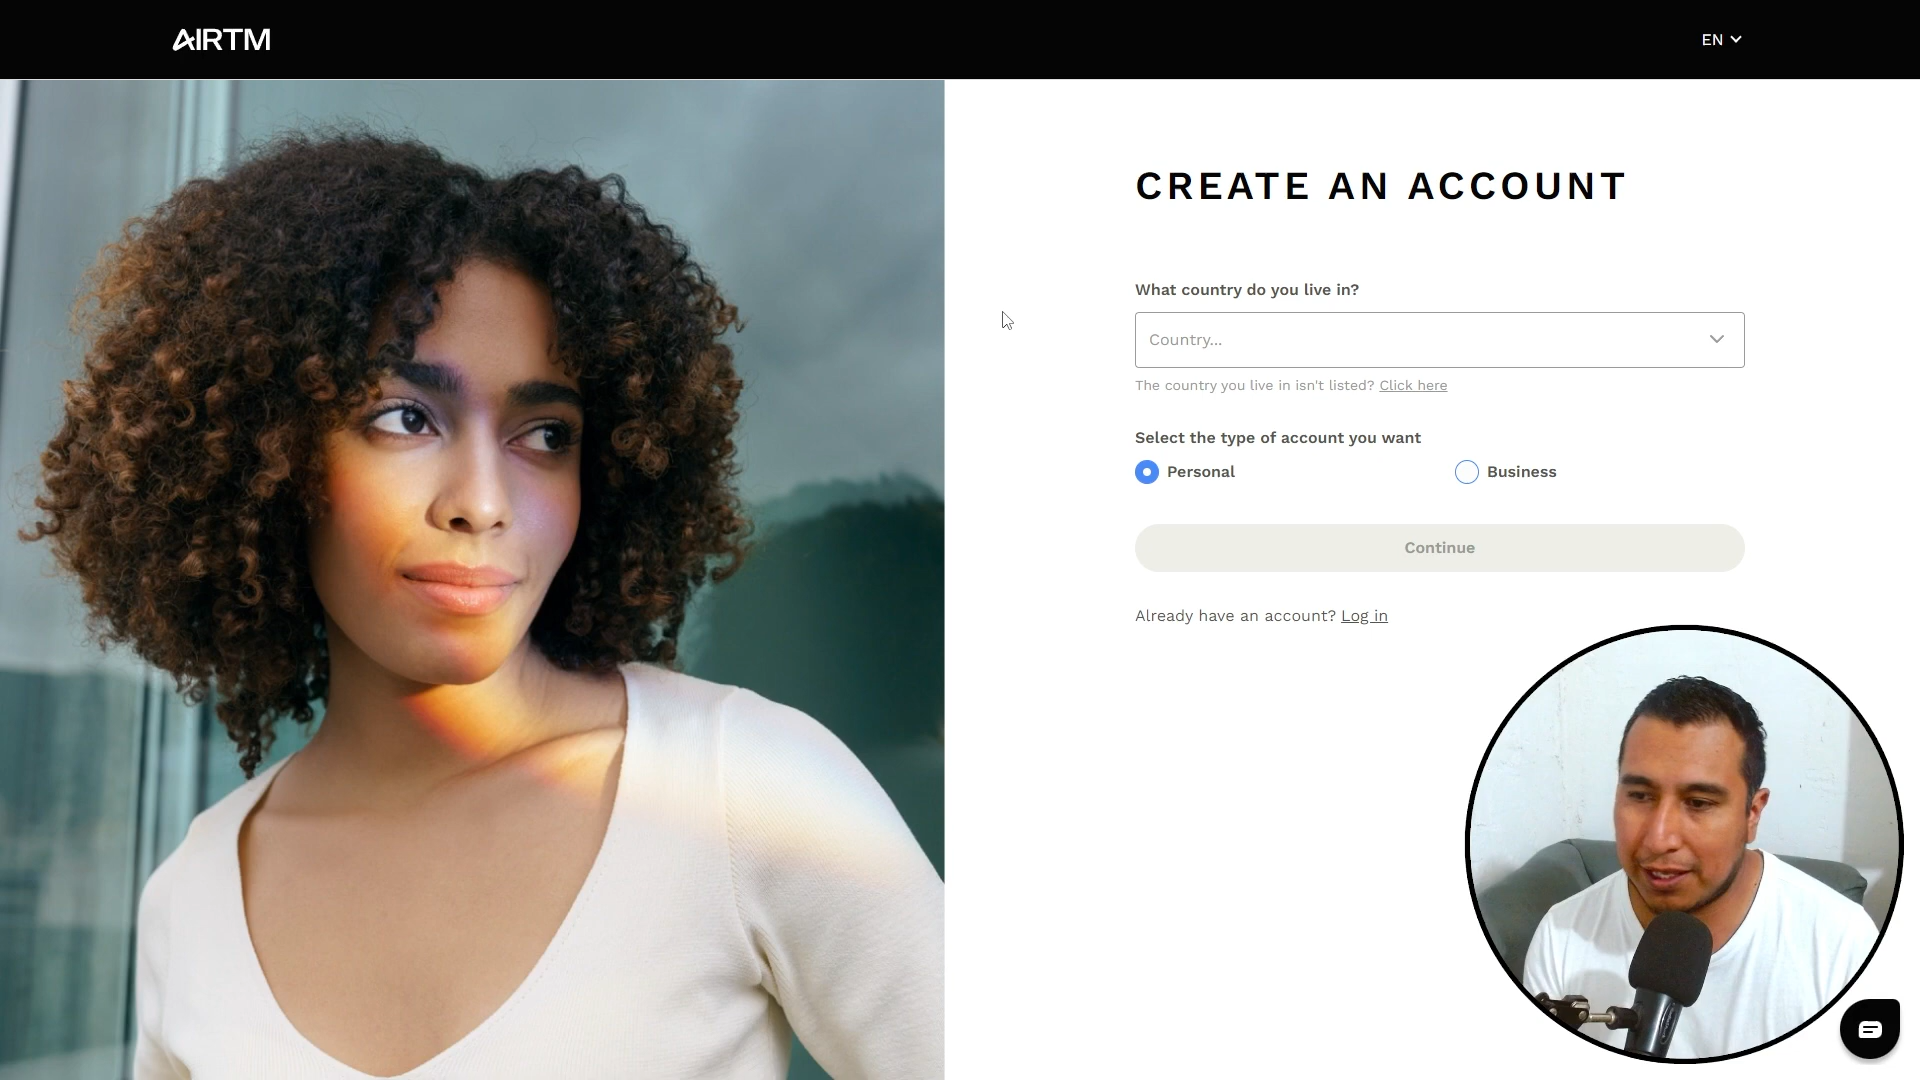 AIRTM
EN
CREATE AN ACCOUNT
What country do you live in?
Country...
The country you live in isn't listed? Click here
Select the type of account you want
Personal
Business
Continue
Already have an account? Log in